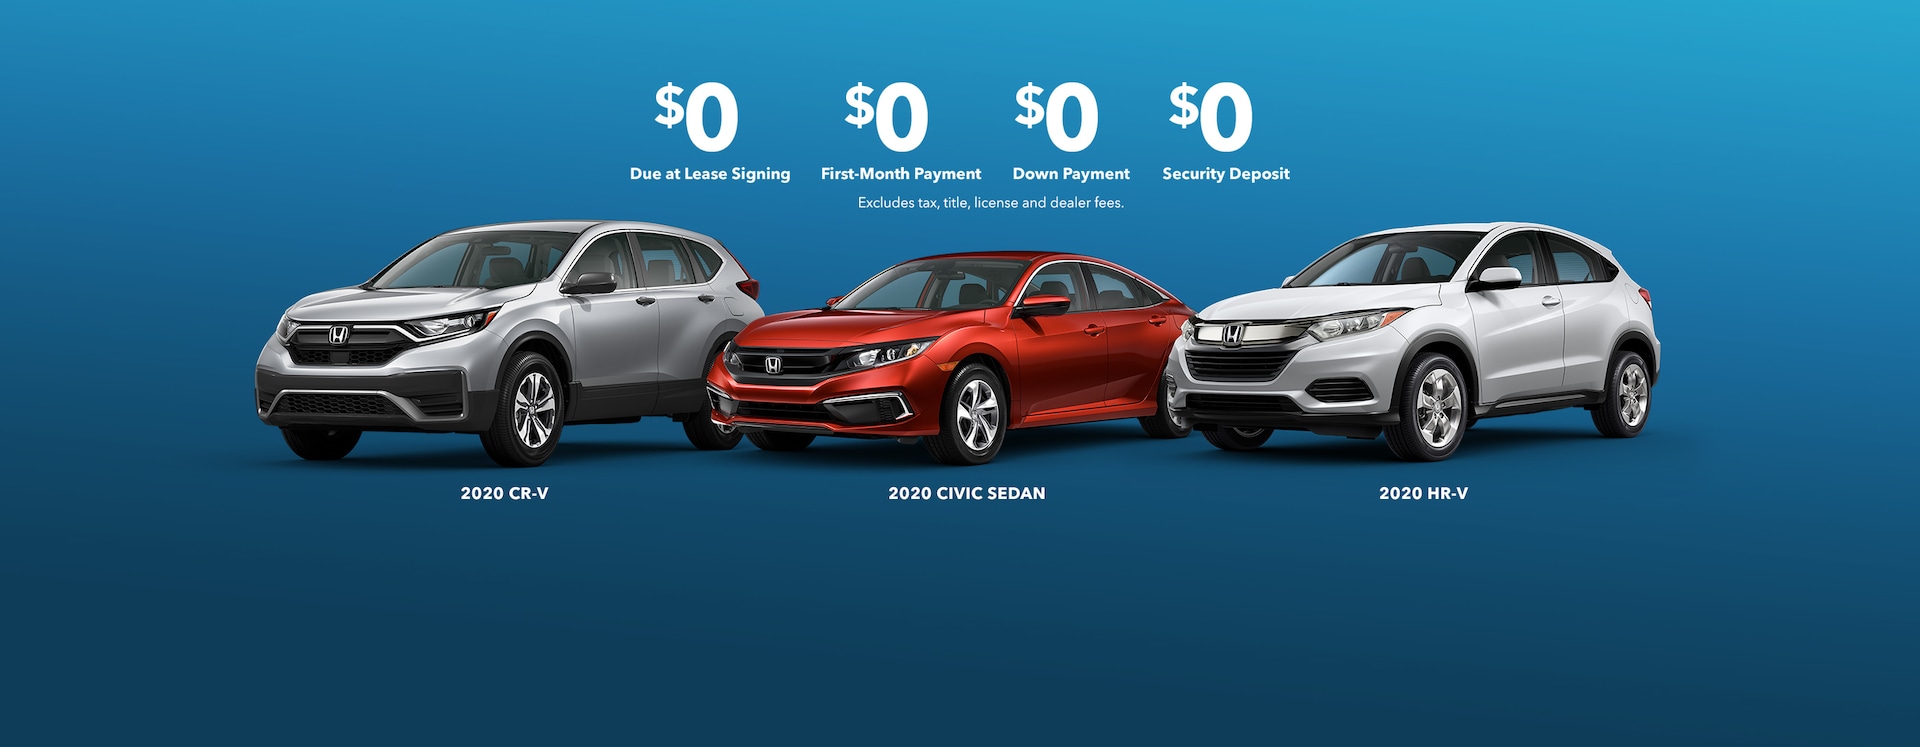 $0 $0 $0 $0
Due at Lease Signing First-Month Payment Down Payment Security Deposit
Excludes tax, title, license and dealer fees.
2020 CR-V 2020 CIVIC SEDAN 2020 HR-V